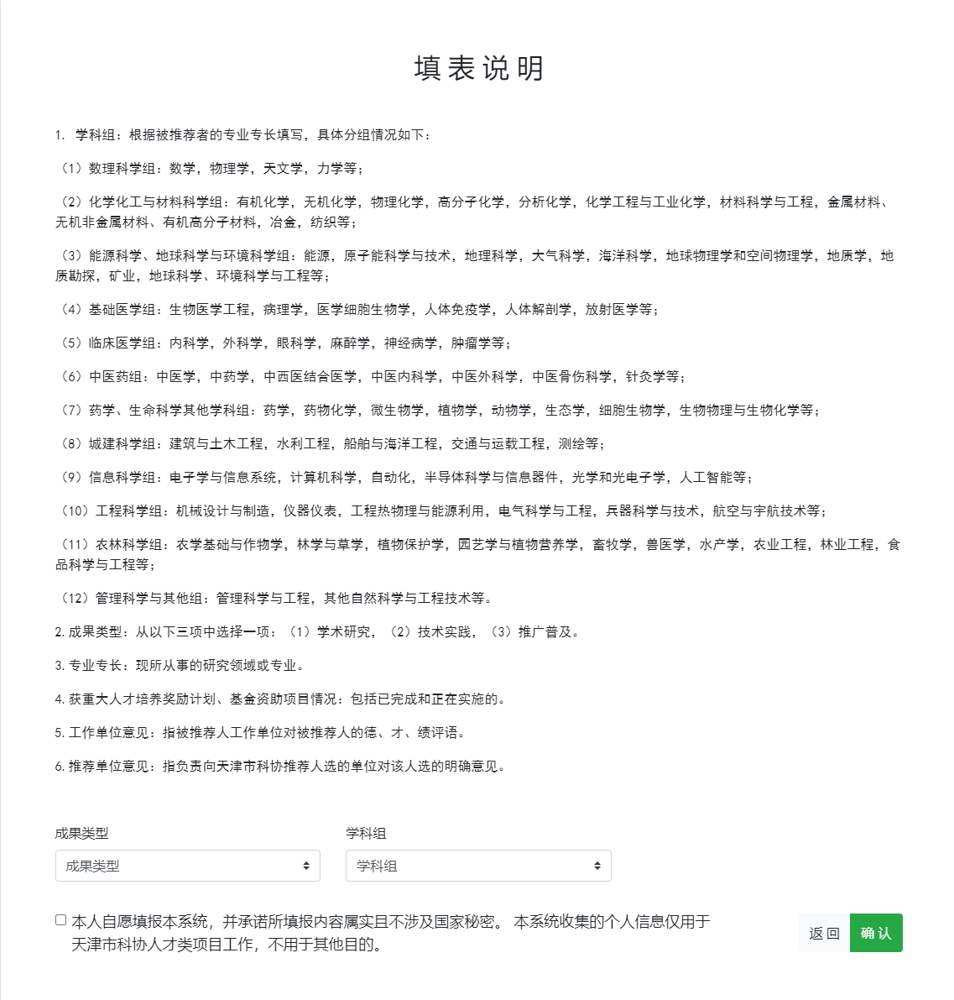 填表说明
1. 学科组：根据被推荐者的专业专长填写，具体分组情况如下：
（1）数理科学组：数学，物理学，天文学，力学等；
（2）化学化工与材料科学组：有机化学，无机化学，物理化学，高分子化学，分析化学，化学工程与工业化学，材料科学与工程，金属材料、
无机非金属材料、有机高分子材料，冶金，纺织等；
（3）能源科学、地球科学与环境科学组：能源，原子能科学与技术，地理科学，大气科学，海洋科学，地球物理学和空间物理学，地质学，地
质勘探，矿业，地球科学、环境科学与工程等；
（4）基础医学组：生物医学工程，病理学，医学细胞生物学，人体免疫学，人体解剖学，放射医学等；
（5）临床医学组：内科学，外科学，眼科学，麻醉学，神经病学，肿瘤学等；
（6）中医药组：中医学，中药学，中西医结合医学，中医内科学，中医外科学，中医骨伤科学，针灸学等；
（7）药学、生命科学其他学科组：药学，药物化学，微生物学，植物学，动物学，生态学，细胞生物学，生物物理与生物化学等；
（8）城建科学组：建筑与土木工程，水利工程，船舶与海洋工程，交通与运载工程，测绘等；
（9）信息科学组：电子学与信息系统，计算机科学，自动化，半导体科学与信息器件，光学和光电子学，人工智能等；
（10）工程科学组：机械设计与制造，仪器仪表，工程热物理与能源利用，电气科学与工程，兵器科学与技术，航空与宇航技术等；
（11）农林科学组：农学基础与作物学，林学与草学，植物保护学，园艺学与植物营养学，畜牧学，兽医学，水产学，农业工程，林业工程，食
品科学与工程等；
（12）管理科学与其他组：管理科学与工程，其他自然科学与工程技术等。
2.成果类型：从以下三项中选择一项：（1）学术研究，（2）技术实践，（3）推广普及。
3.专业专长：现所从事的研究领域或专业。
4.获重大人才培养奖励计划、基金资助项目情况：包括已完成和正在实施的。
5.工作单位意见：指被推荐人工作单位对被推荐人的德、才、绩评语。
6.推荐单位意见：指负责向天津市科协推荐人选的单位对该人选的明确意见。
成果类型 学科组
成果类型 学科组
本人自愿填报本系统，并承诺所填报内容属实且不涉及国家秘密。 本系统收集的个人信息仅用于
天津市科协人才类项目工作，不用于其他目的。
返回 确认